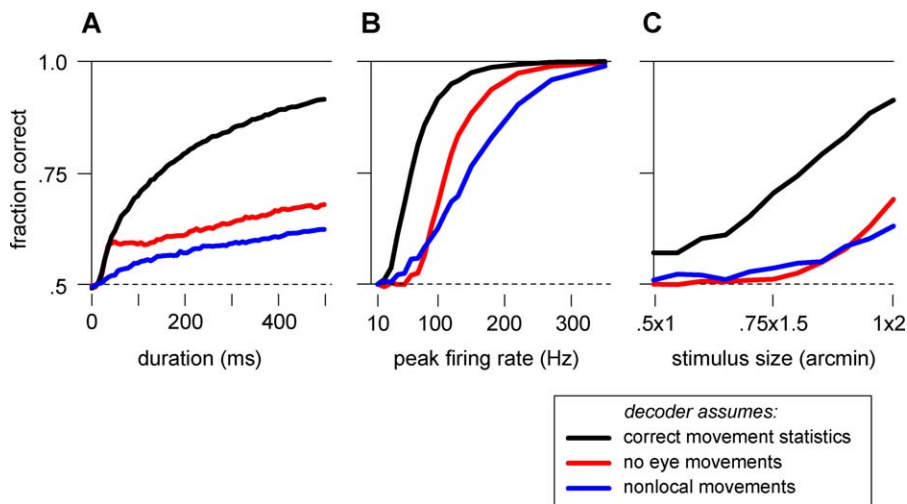 A
B
C
fraction correct
1.0
.75
.5
0 200 400
duration (ms)
10 100 200 300
peak firing rate (Hz)
.5x1 .75x1.5 1x2
stimulus size (arcmin)
decoder assumes:
correct movement statistics
no eye movements
nonlocal movements